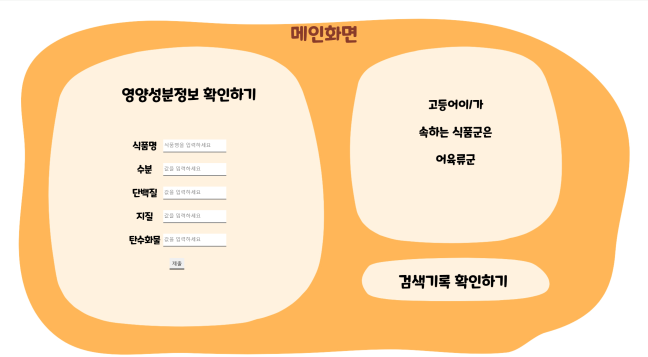 메인화면
영양성분정보 확인하기
식품명 식품명을 입력하세요
수분 값을 입력하세요
단백질 값을 입력하세요
지질 값을 입력하세요
탄수화물 값을 입력하세요
제출
고등어이/가
속하는 식품군은
어육류군
검색기록 확인하기